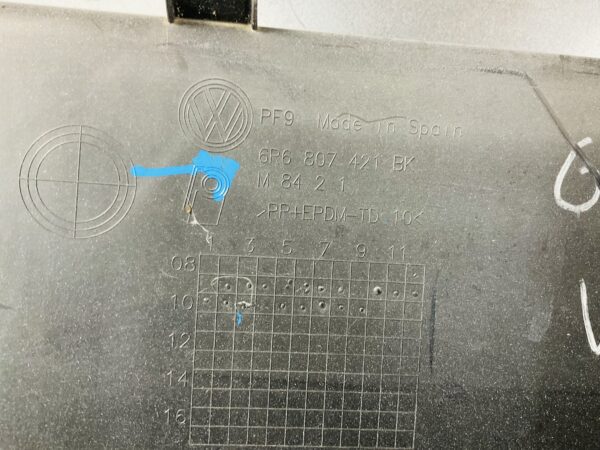 PF9 Made in Spain
6R6 807 421 BK
M 84 2 1
>PP+EPDM-TD 10<
1 3 5 7 9 11
08
10
12
14
16